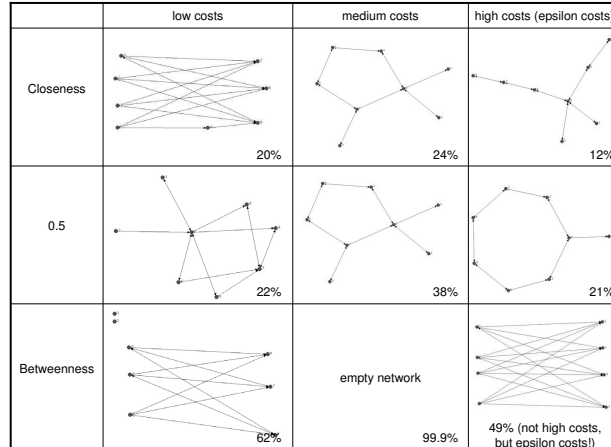 low costs
medium costs
high costs (epsilon costs)
Closeness
20%
24%
12%
0.5
22%
38%
21%
Betweenness
62%
empty network
99.9%
49% (not high costs,
but epsilon costs!)